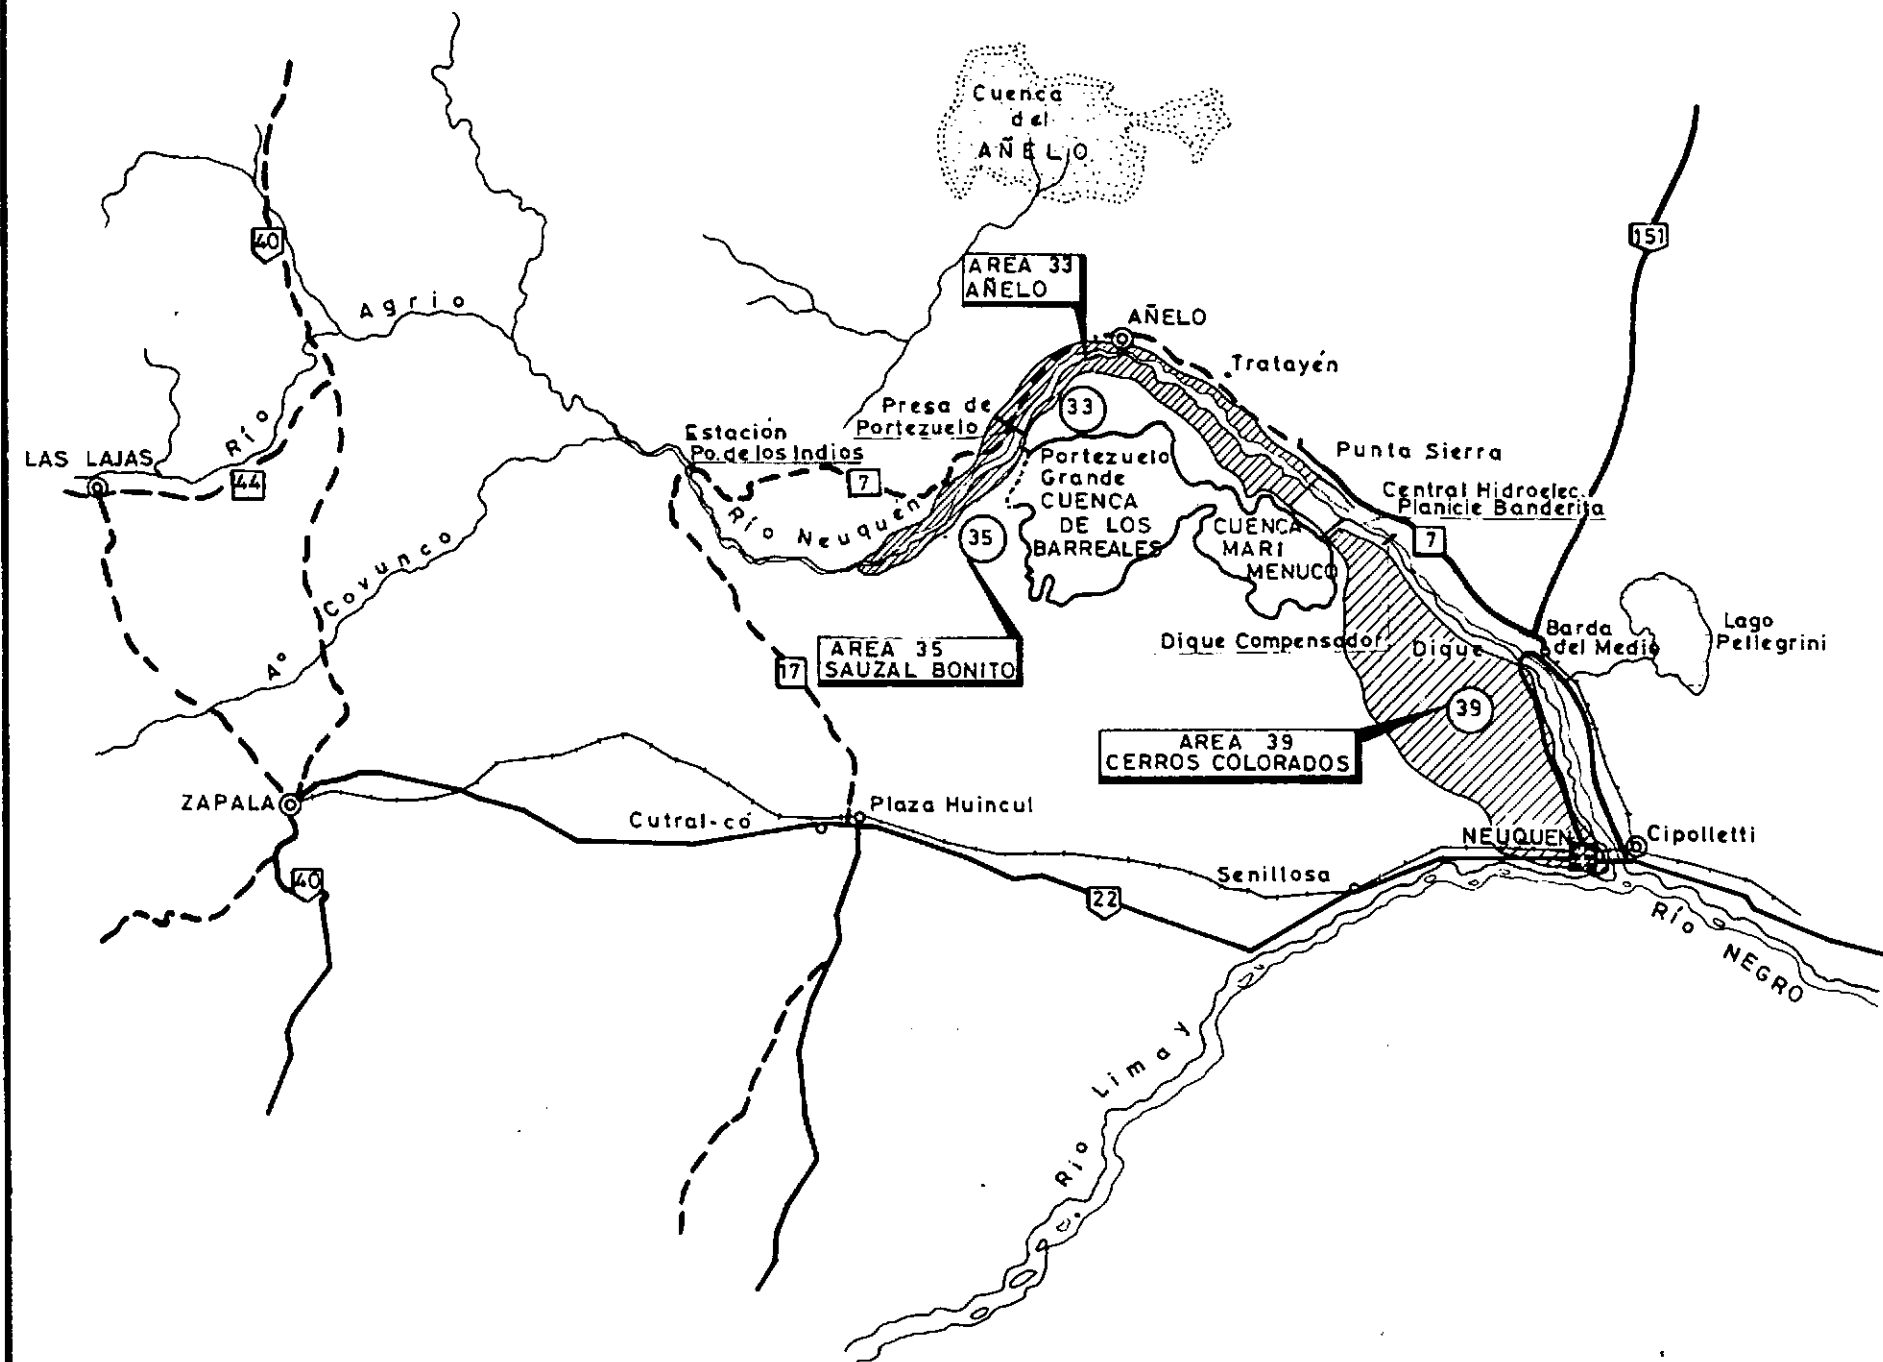 Cuenca
del
AÑELO
40
151
AREA 33
AÑELO
Agrio
AÑELO
Tratayén
33
Presa de
Portezuelo
Río
Estación
Po. de los Indios
LAS LAJAS
44
7
Portezuelo
Grande
CUENCA
DE LOS
BARREALES
Punta Sierra
Central Hidroelec.
Planicie Banderita
Río Neuquén
35
CUENCA
MARI
MENUCO
7
Aº Covunco
AREA 35
SAUZAL BONITO
17
Dique Compensador
Dique
Barda
del Medio
Lago
Pellegrini
39
AREA 39
CERROS COLORADOS
ZAPALA
Cutral-có
Plaza Huincul
NEUQUEN
Cipolletti
Senillosa
40
22
Río NEGRO
Río Limay